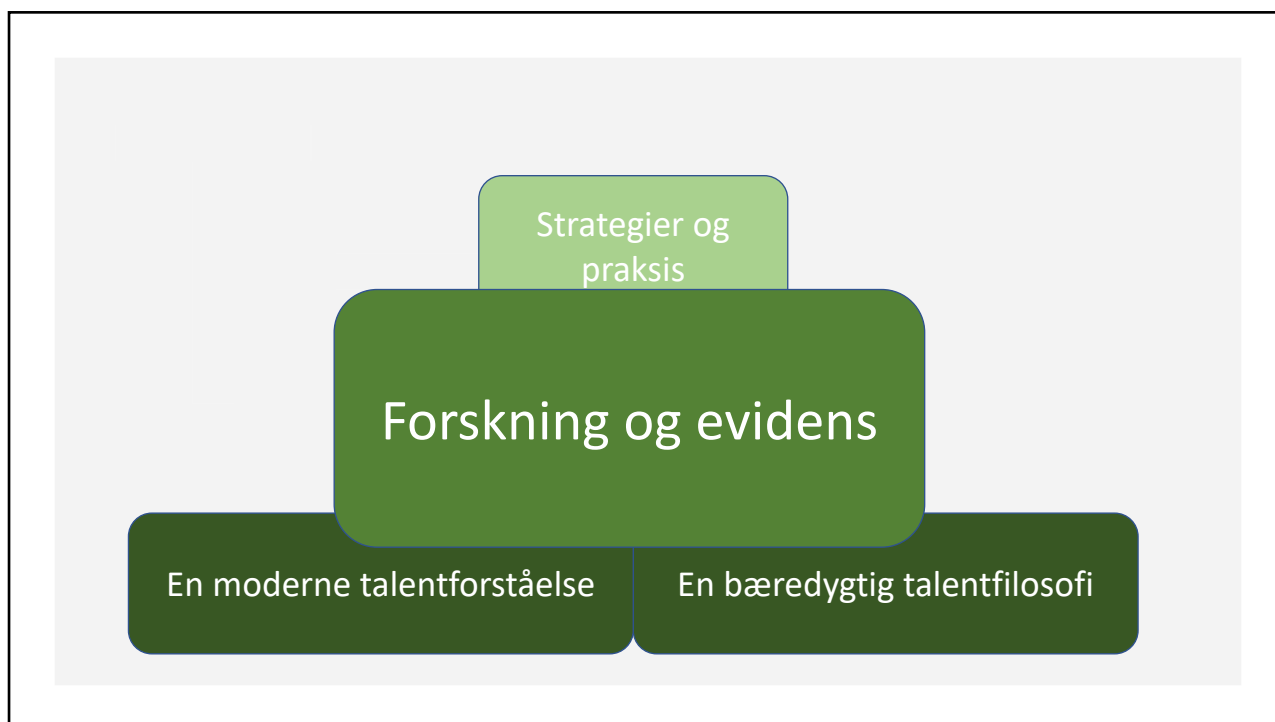 Strategier og
praksis
Forskning og evidens
En moderne talentforståelse
En bæredygtig talentfilosofi